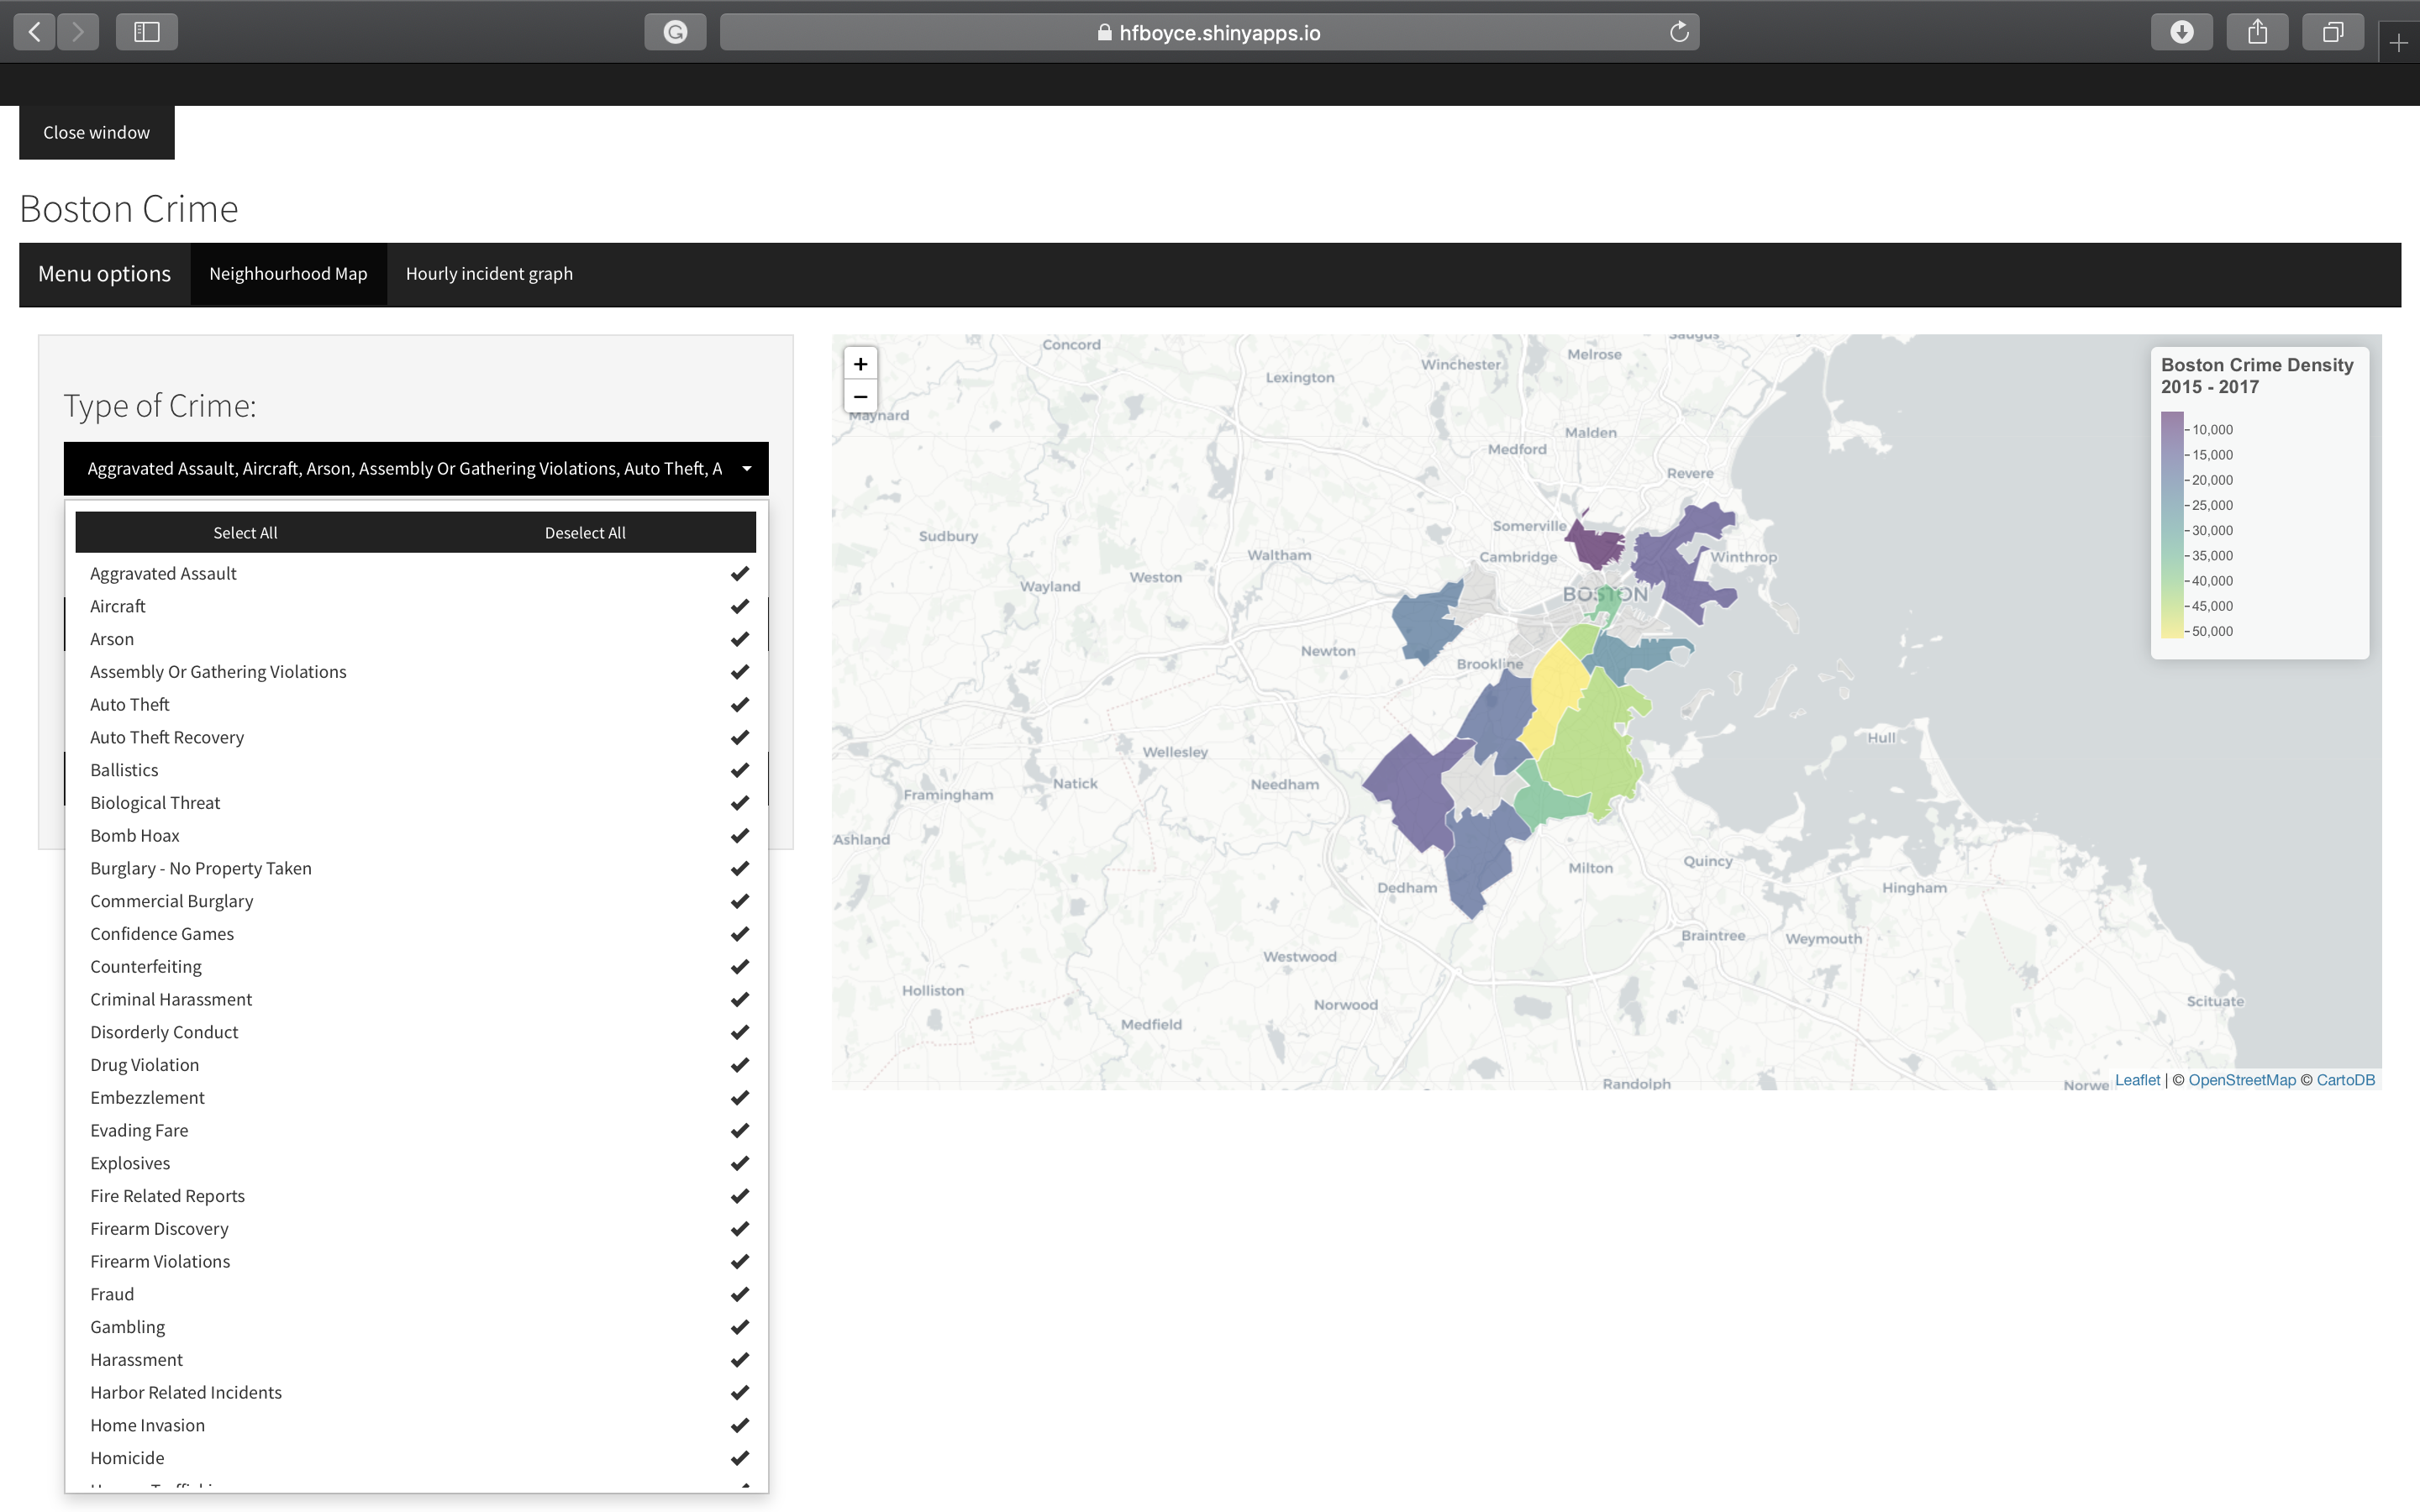 hfboyce.shinyapps.io
Close window
Boston Crime
Menu options Neighhourhood Map Hourly incident graph
Type of Crime:
Aggravated Assault, Aircraft, Arson, Assembly Or Gathering Violations, Auto Theft, A
Select All Deselect All
Aggravated Assault
Aircraft
Arson
Assembly Or Gathering Violations
Auto Theft
Auto Theft Recovery
Ballistics
Biological Threat
Bomb Hoax
Burglary - No Property Taken
Commercial Burglary
Confidence Games
Counterfeiting
Criminal Harassment
Disorderly Conduct
Drug Violation
Embezzlement
Evading Fare
Explosives
Fire Related Reports
Firearm Discovery
Firearm Violations
Fraud
Gambling
Harassment
Harbor Related Incidents
Home Invasion
Homicide
+
−
Concord
Lexington
Winchester
Melrose
Saugus
Maynard
Malden
Medford
Revere
Sudbury
Somerville
Waltham
Cambridge
Winthrop
Wayland
Weston
BOSTON
Newton
Brookline
Wellesley
Hull
Natick
Needham
Framingham
Ashland
Quincy
Milton
Dedham
Hingham
Braintree
Weymouth
Westwood
Holliston
Norwood
Scituate
Medfield
Randolph
Norwe
Boston Crime Density
2015 - 2017
10,000
15,000
20,000
25,000
30,000
35,000
40,000
45,000
50,000
Leaflet | © OpenStreetMap © CartoDB